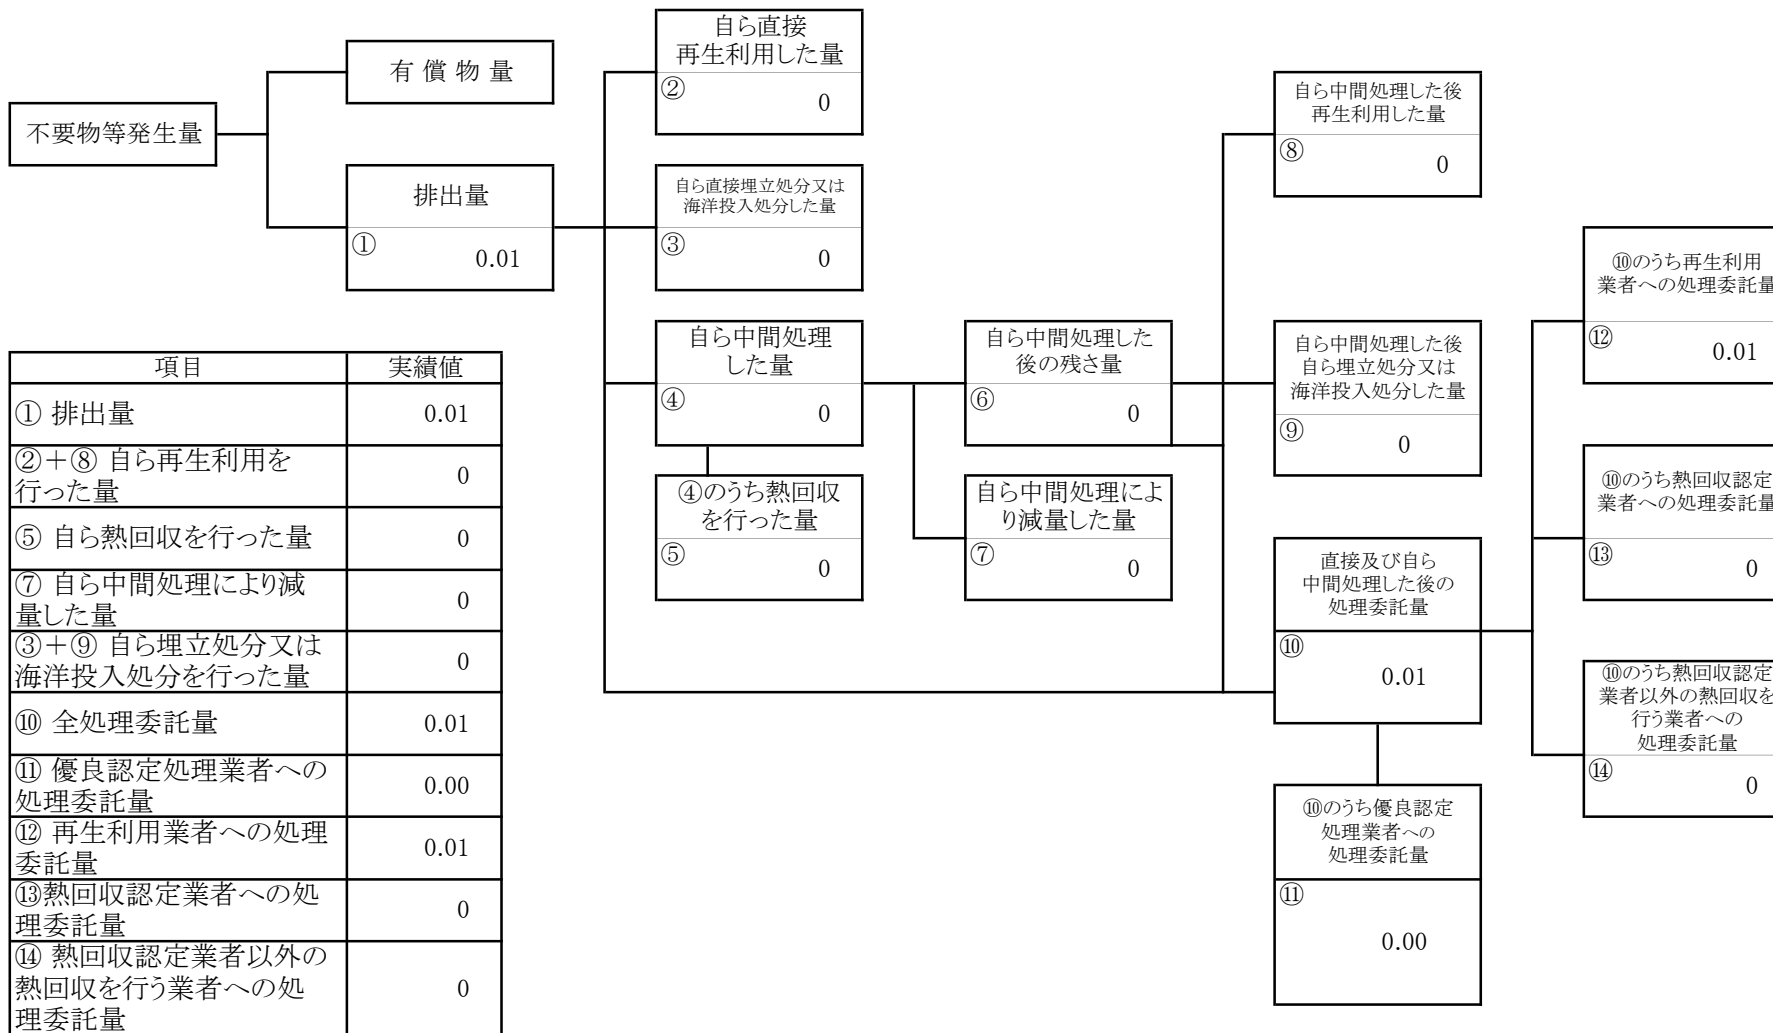 不要物等発生量
有償物量
排出量
①
0.01
自ら直接
再生利用した量
②
0
自ら直接埋立処分又は
海洋投入処分した量
③
0
自ら中間処理
した量
④
0
④のうち熱回収
を行った量
⑤
0
自ら中間処理した
後の残さ量
⑥
0
自ら中間処理によ
り減量した量
⑦
0
自ら中間処理した後
再生利用した量
⑧
0
自ら中間処理した後
自ら埋立処分又は
海洋投入処分した量
⑨
0
直接及び自ら
中間処理した後の
処理委託量
⑩
0.01
⑩のうち優良認定
処理業者への
処理委託量
⑪
0.00
⑩のうち再生利用
業者への処理委託量
⑫
0.01
⑩のうち熱回収認定
業者への処理委託量
⑬
0
⑩のうち熱回収認定
業者以外の熱回収を
行う業者への
処理委託量
⑭
0
項目 実績値
① 排出量 0.01
②+⑧ 自ら再生利用を
行った量 0
⑤ 自ら熱回収を行った量 0
⑦ 自ら中間処理により減
量した量 0
③+⑨ 自ら埋立処分又は
海洋投入処分を行った量 0
⑩ 全処理委託量 0.01
⑪ 優良認定処理業者への
処理委託量 0.00
⑫ 再生利用業者への処理
委託量 0.01
⑬熱回収認定業者への処
理委託量 0
⑭ 熱回収認定業者以外の
熱回収を行う業者への処
理委託量 0